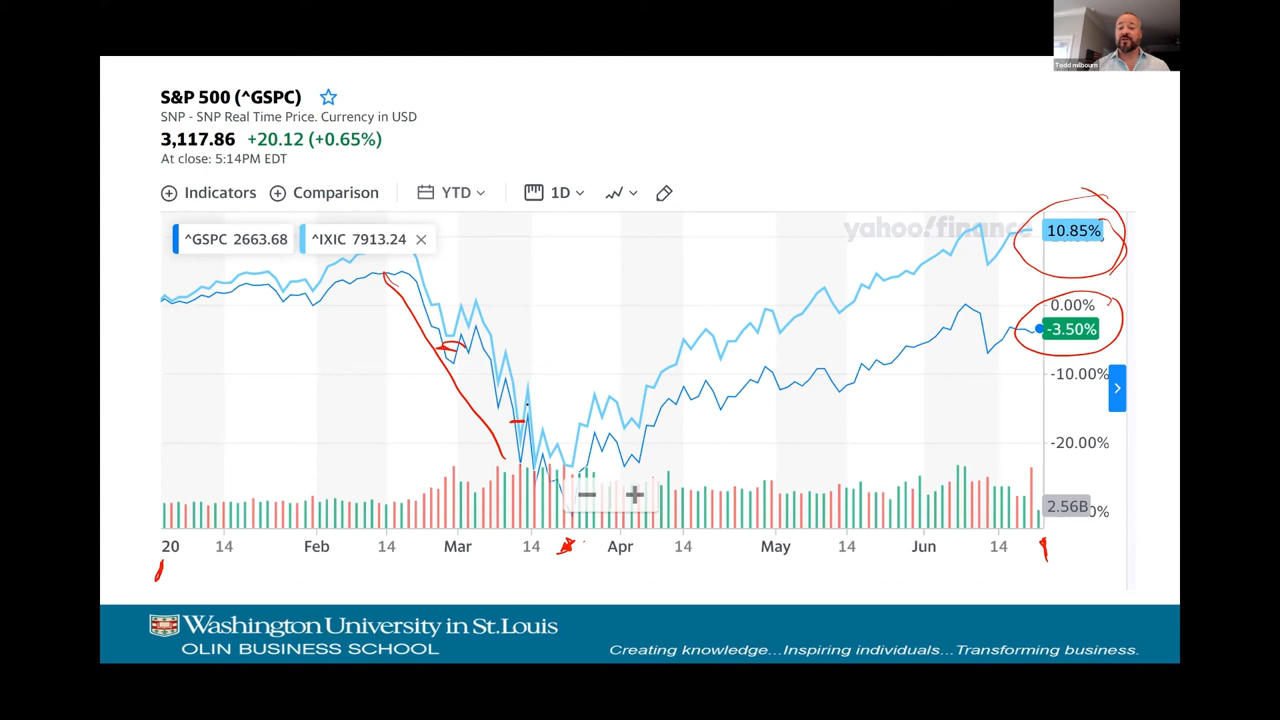 Todd milbourn
S&P 500 (^GSPC)
SNP - SNP Real Time Price. Currency in USD
3,117.86 +20.12 (+0.65%)
At close: 5:14PM EDT
Indicators Comparison YTD 1D
^GSPC 2663.68 ^IXIC 7913.24
yahoo!finance
10.85%
0.00%
-3.50%
-10.00%
-20.00%
2.56B 0%
20 14 Feb 14 Mar 14 Apr 14 May 14 Jun 14
Washington University in St.Louis
OLIN BUSINESS SCHOOL
Creating knowledge...Inspiring individuals...Transforming business.